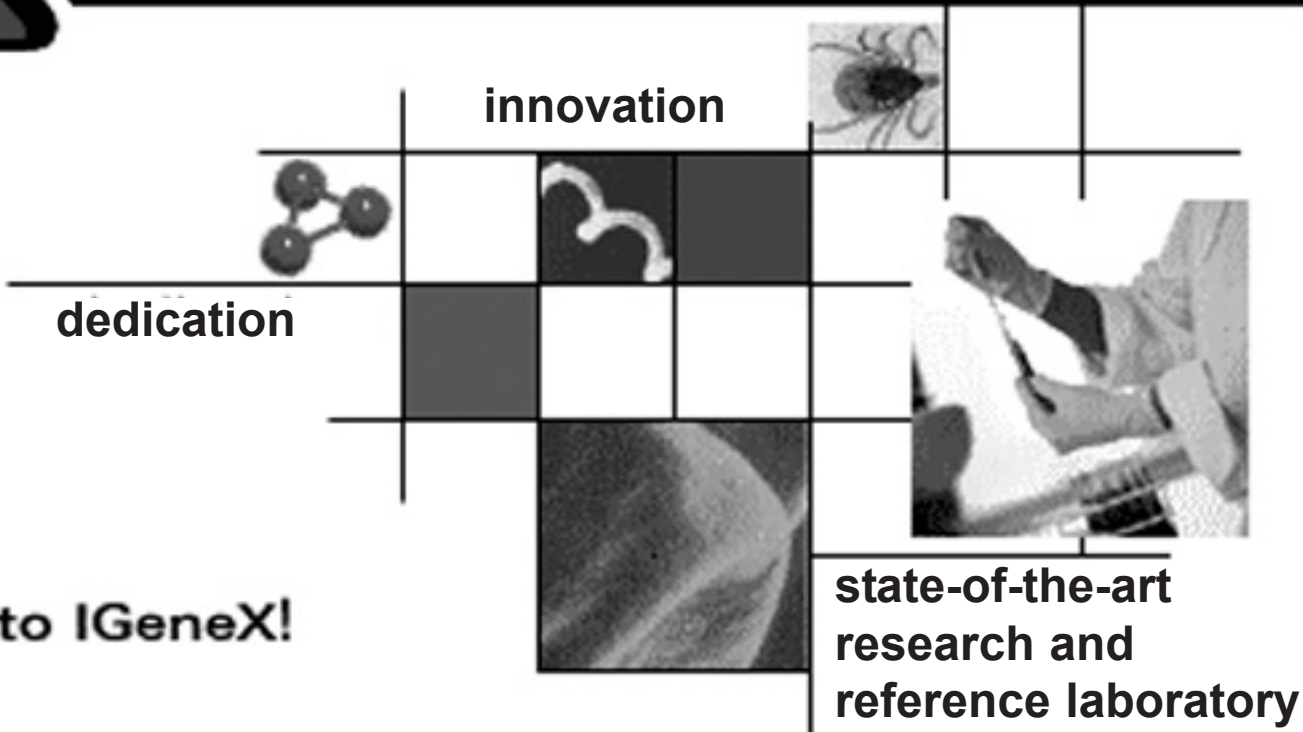 innovation
dedication
to IGeneX!
state-of-the-art
research and
reference laboratory